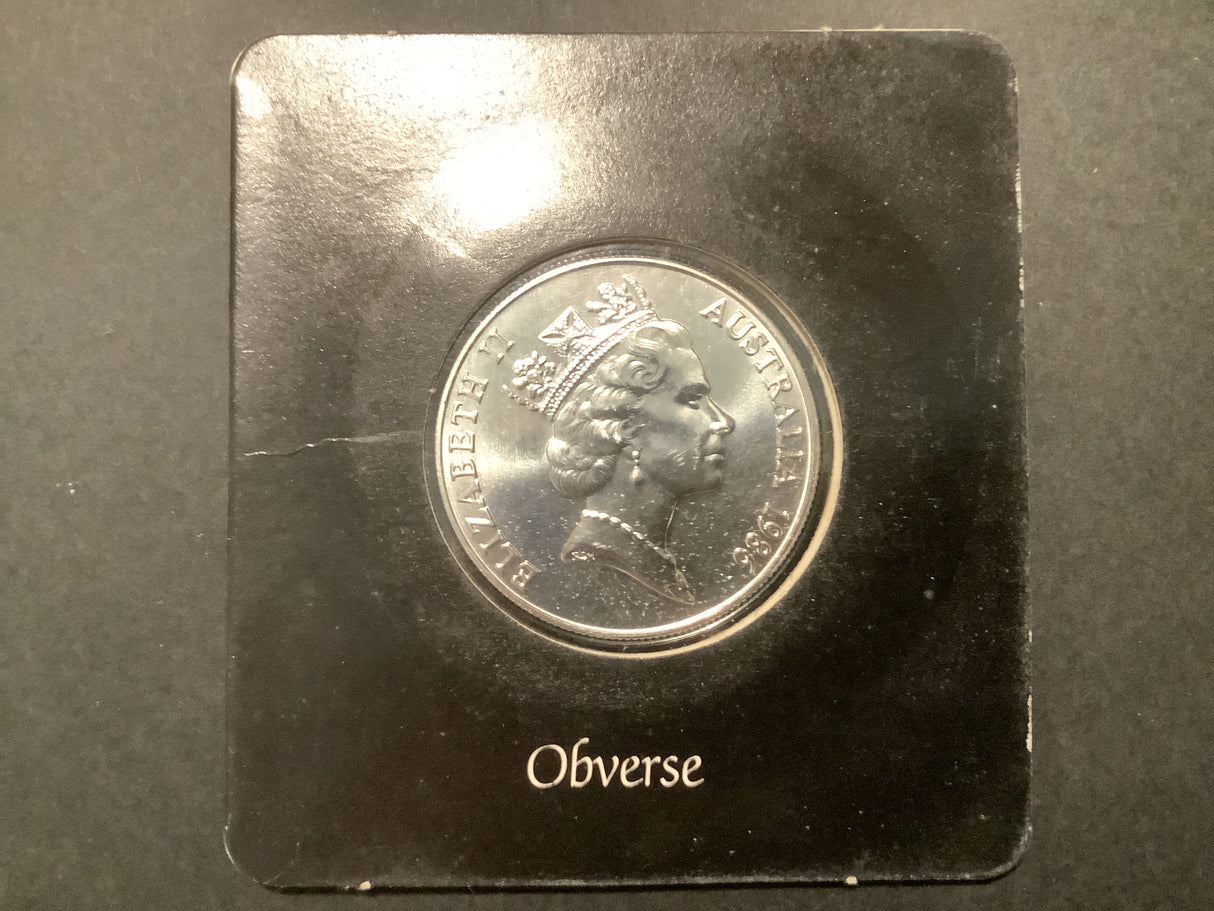 ELIZABETH II
AUSTRALIA 1986
Obverse